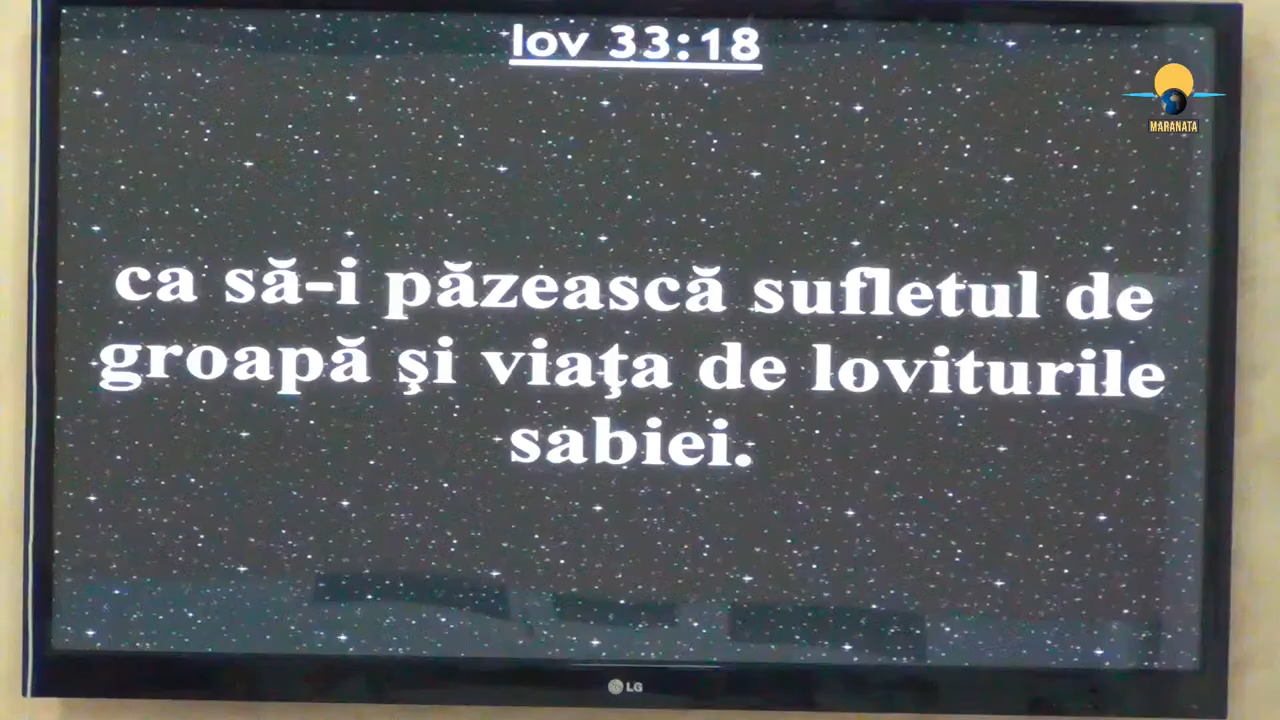 Iov 33:18
MARANATA
ca să-i păzească sufletul de
groapă şi viaţa de loviturile
sabiei.
LG